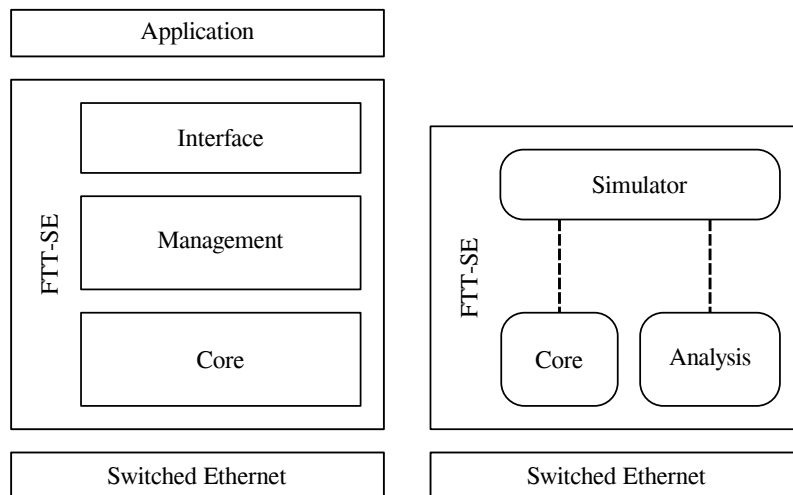 Application
FTT-SE
Interface
Management
Core
Switched Ethernet
FTT-SE
Simulator
Core
Analysis
Switched Ethernet